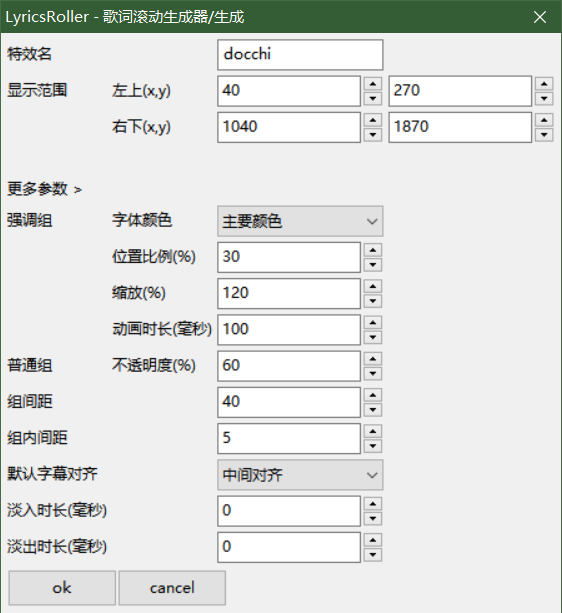 LyricsRoller - 歌词滚动生成器/生成
特效名 docchi
显示范围 左上(x,y) 40 270
右下(x,y) 1040 1870
更多参数 >
强调组 字体颜色 主要颜色
位置比例(%) 30
缩放(%) 120
动画时长(毫秒) 100
普通组 不透明度(%) 60
组间距 40
组内间距 5
默认字幕对齐 中间对齐
淡入时长(毫秒) 0
淡出时长(毫秒) 0
ok cancel